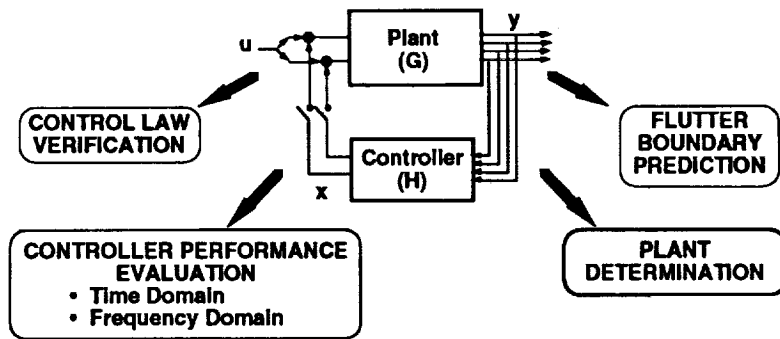 u
Plant
(G)
y
CONTROL LAW
VERIFICATION
Controller
(H)
x
FLUTTER
BOUNDARY
PREDICTION
CONTROLLER PERFORMANCE
EVALUATION
• Time Domain
• Frequency Domain
PLANT
DETERMINATION